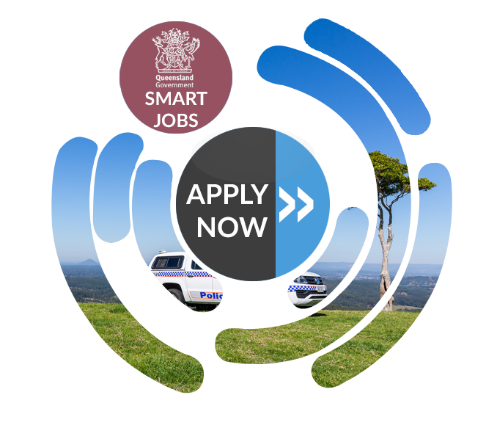 Queensland
Government
SMART
JOBS
APPLY
NOW
Polic